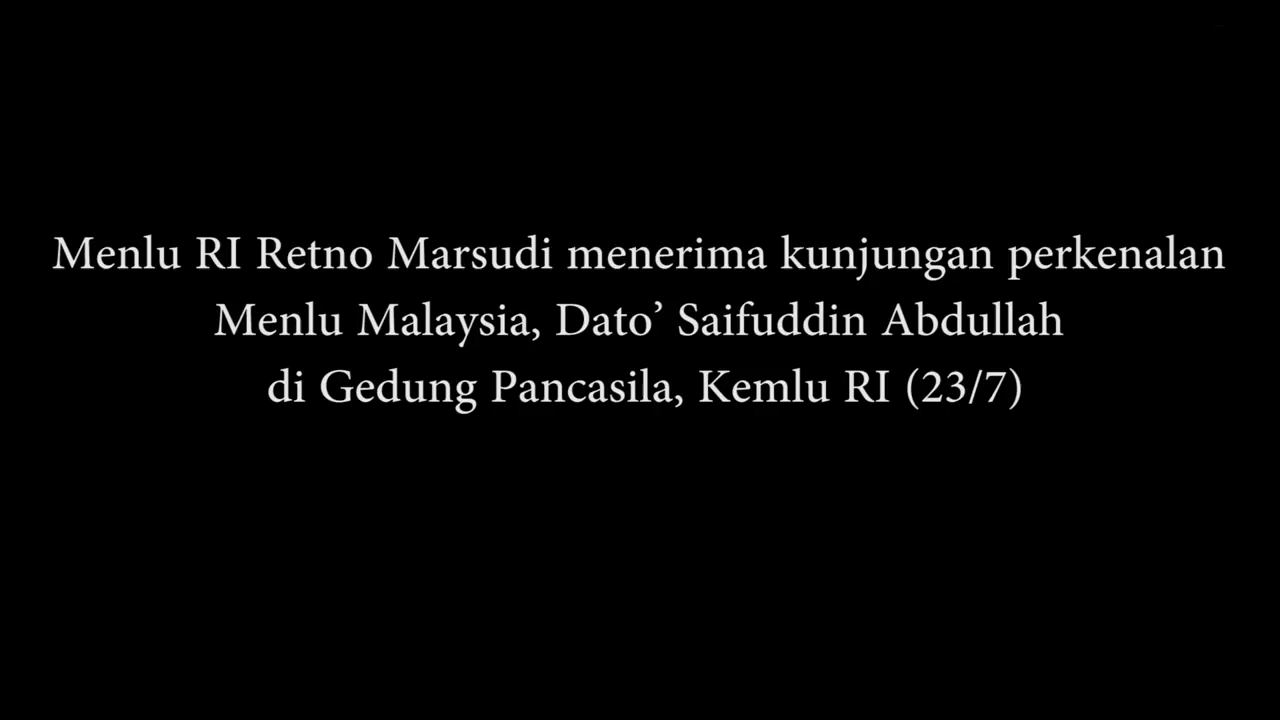 Menlu RI Retno Marsudi menerima kunjungan perkenalan
Menlu Malaysia, Dato’ Saifuddin Abdullah
di Gedung Pancasila, Kemlu RI (23/7)